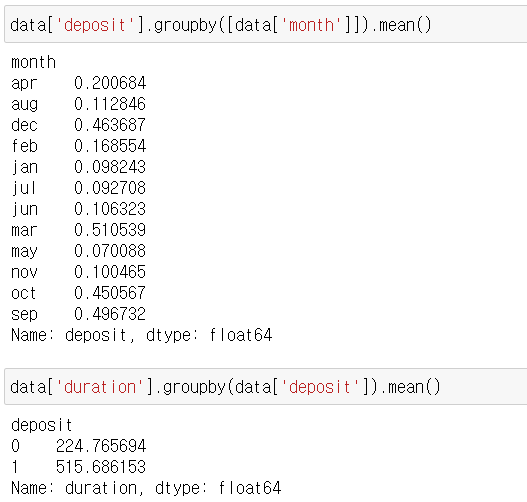 data['deposit'].groupby([data['month']]).mean()
month
apr    0.200684
aug    0.112846
dec    0.463687
feb    0.168554
jan    0.098243
jul    0.092708
jun    0.106323
mar    0.510539
may    0.070088
nov    0.100465
oct    0.450567
sep    0.496732
Name: deposit, dtype: float64
data['duration'].groupby(data['deposit']).mean()
deposit
0    224.765694
1    515.686153
Name: duration, dtype: float64